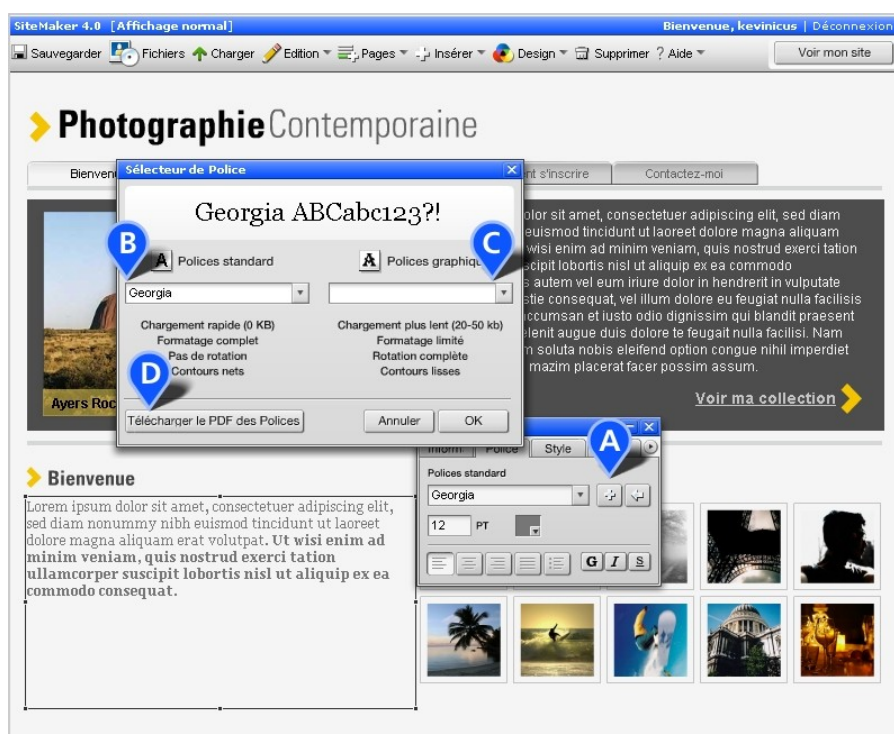 SiteMaker 4.0 [Affichage normal]
Bienvenue, kevinicus | Déconnexion
Sauvegarder Fichiers Charger Edition Pages Insérer Design Supprimer ? Aide
Voir mon site
PhotographieContemporaine
Bienven
nt s'inscrire
Contactez-moi
Sélecteur de Police
Georgia ABCabc123?!
B
C
A Polices standard
A Polices graphiqu
Georgia
Chargement rapide (0 KB)
Formatage complet
Pas de rotation
Contours nets
Chargement plus lent (20-50 kb)
Formatage limité
Rotation complète
Contours lisses
D
Télécharger le PDF des Polices
Annuler
OK
olor sit amet, consectetuer adipiscing elit, sed diam
euismod tincidunt ut laoreet dolore magna aliquam
wisi enim ad minim veniam, quis nostrud exerci tation
scipit lobortis nisl ut aliquip ex ea commodo
s autem vel eum iriure dolor in hendrerit in vulputate
stie consequat, vel illum dolore eu feugiat nulla facilisis
ccumsan et iusto odio dignissim qui blandit praesent
elenit augue duis dolore te feugait nulla facilisi. Nam
m soluta nobis eleifend option congue nihil imperdiet
mazim placerat facer possim assum.
Ayers Roc
Voir ma collection
A
Inform. Police Style
Polices standard
Georgia
12 PT
G I S
Bienvenue
Lorem ipsum dolor sit amet, consectetuer adipiscing elit,
sed diam nonummy nibh euismod tincidunt ut laoreet
dolore magna aliquam erat volutpat. Ut wisi enim ad
minim veniam, quis nostrud exerci tation
ullamcorper suscipit lobortis nisl ut aliquip ex ea
commodo consequat.